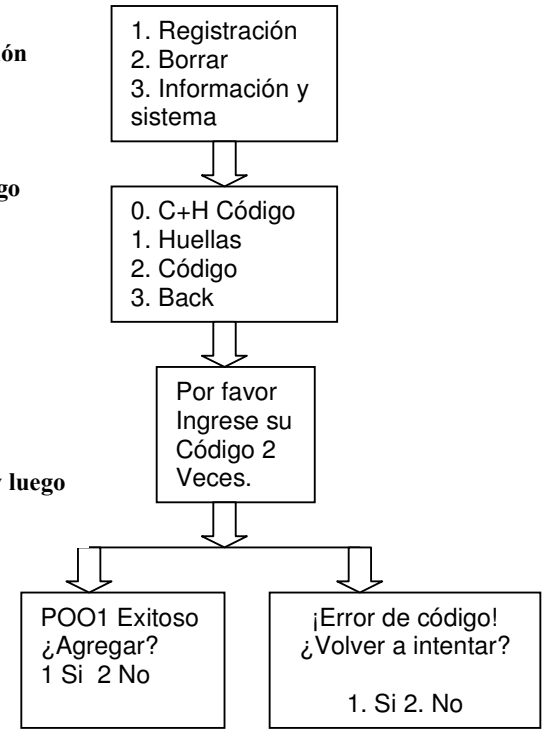 1. Registración
2. Borrar
3. Información y
sistema
0. C+H Código
1. Huellas
2. Código
3. Back
Por favor
Ingrese su
Código 2
Veces.
luego
POO1 Exitoso
¿Agregar?
1 Si 2 No
¡Error de código!
¿Volver a intentar?
1. Si 2. No